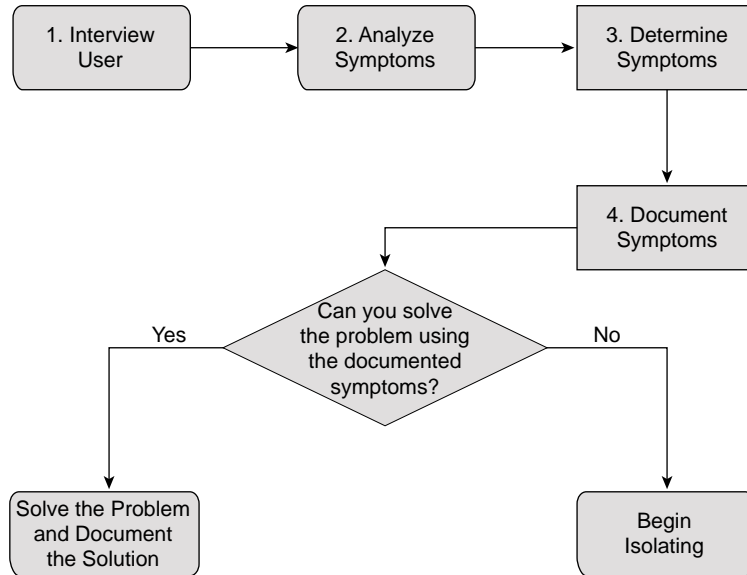 1. Interview
User
2. Analyze
Symptoms
3. Determine
Symptoms
4. Document
Symptoms
Can you solve
the problem using
the documented
symptoms?
Yes
No
Solve the Problem
and Document
the Solution
Begin
Isolating